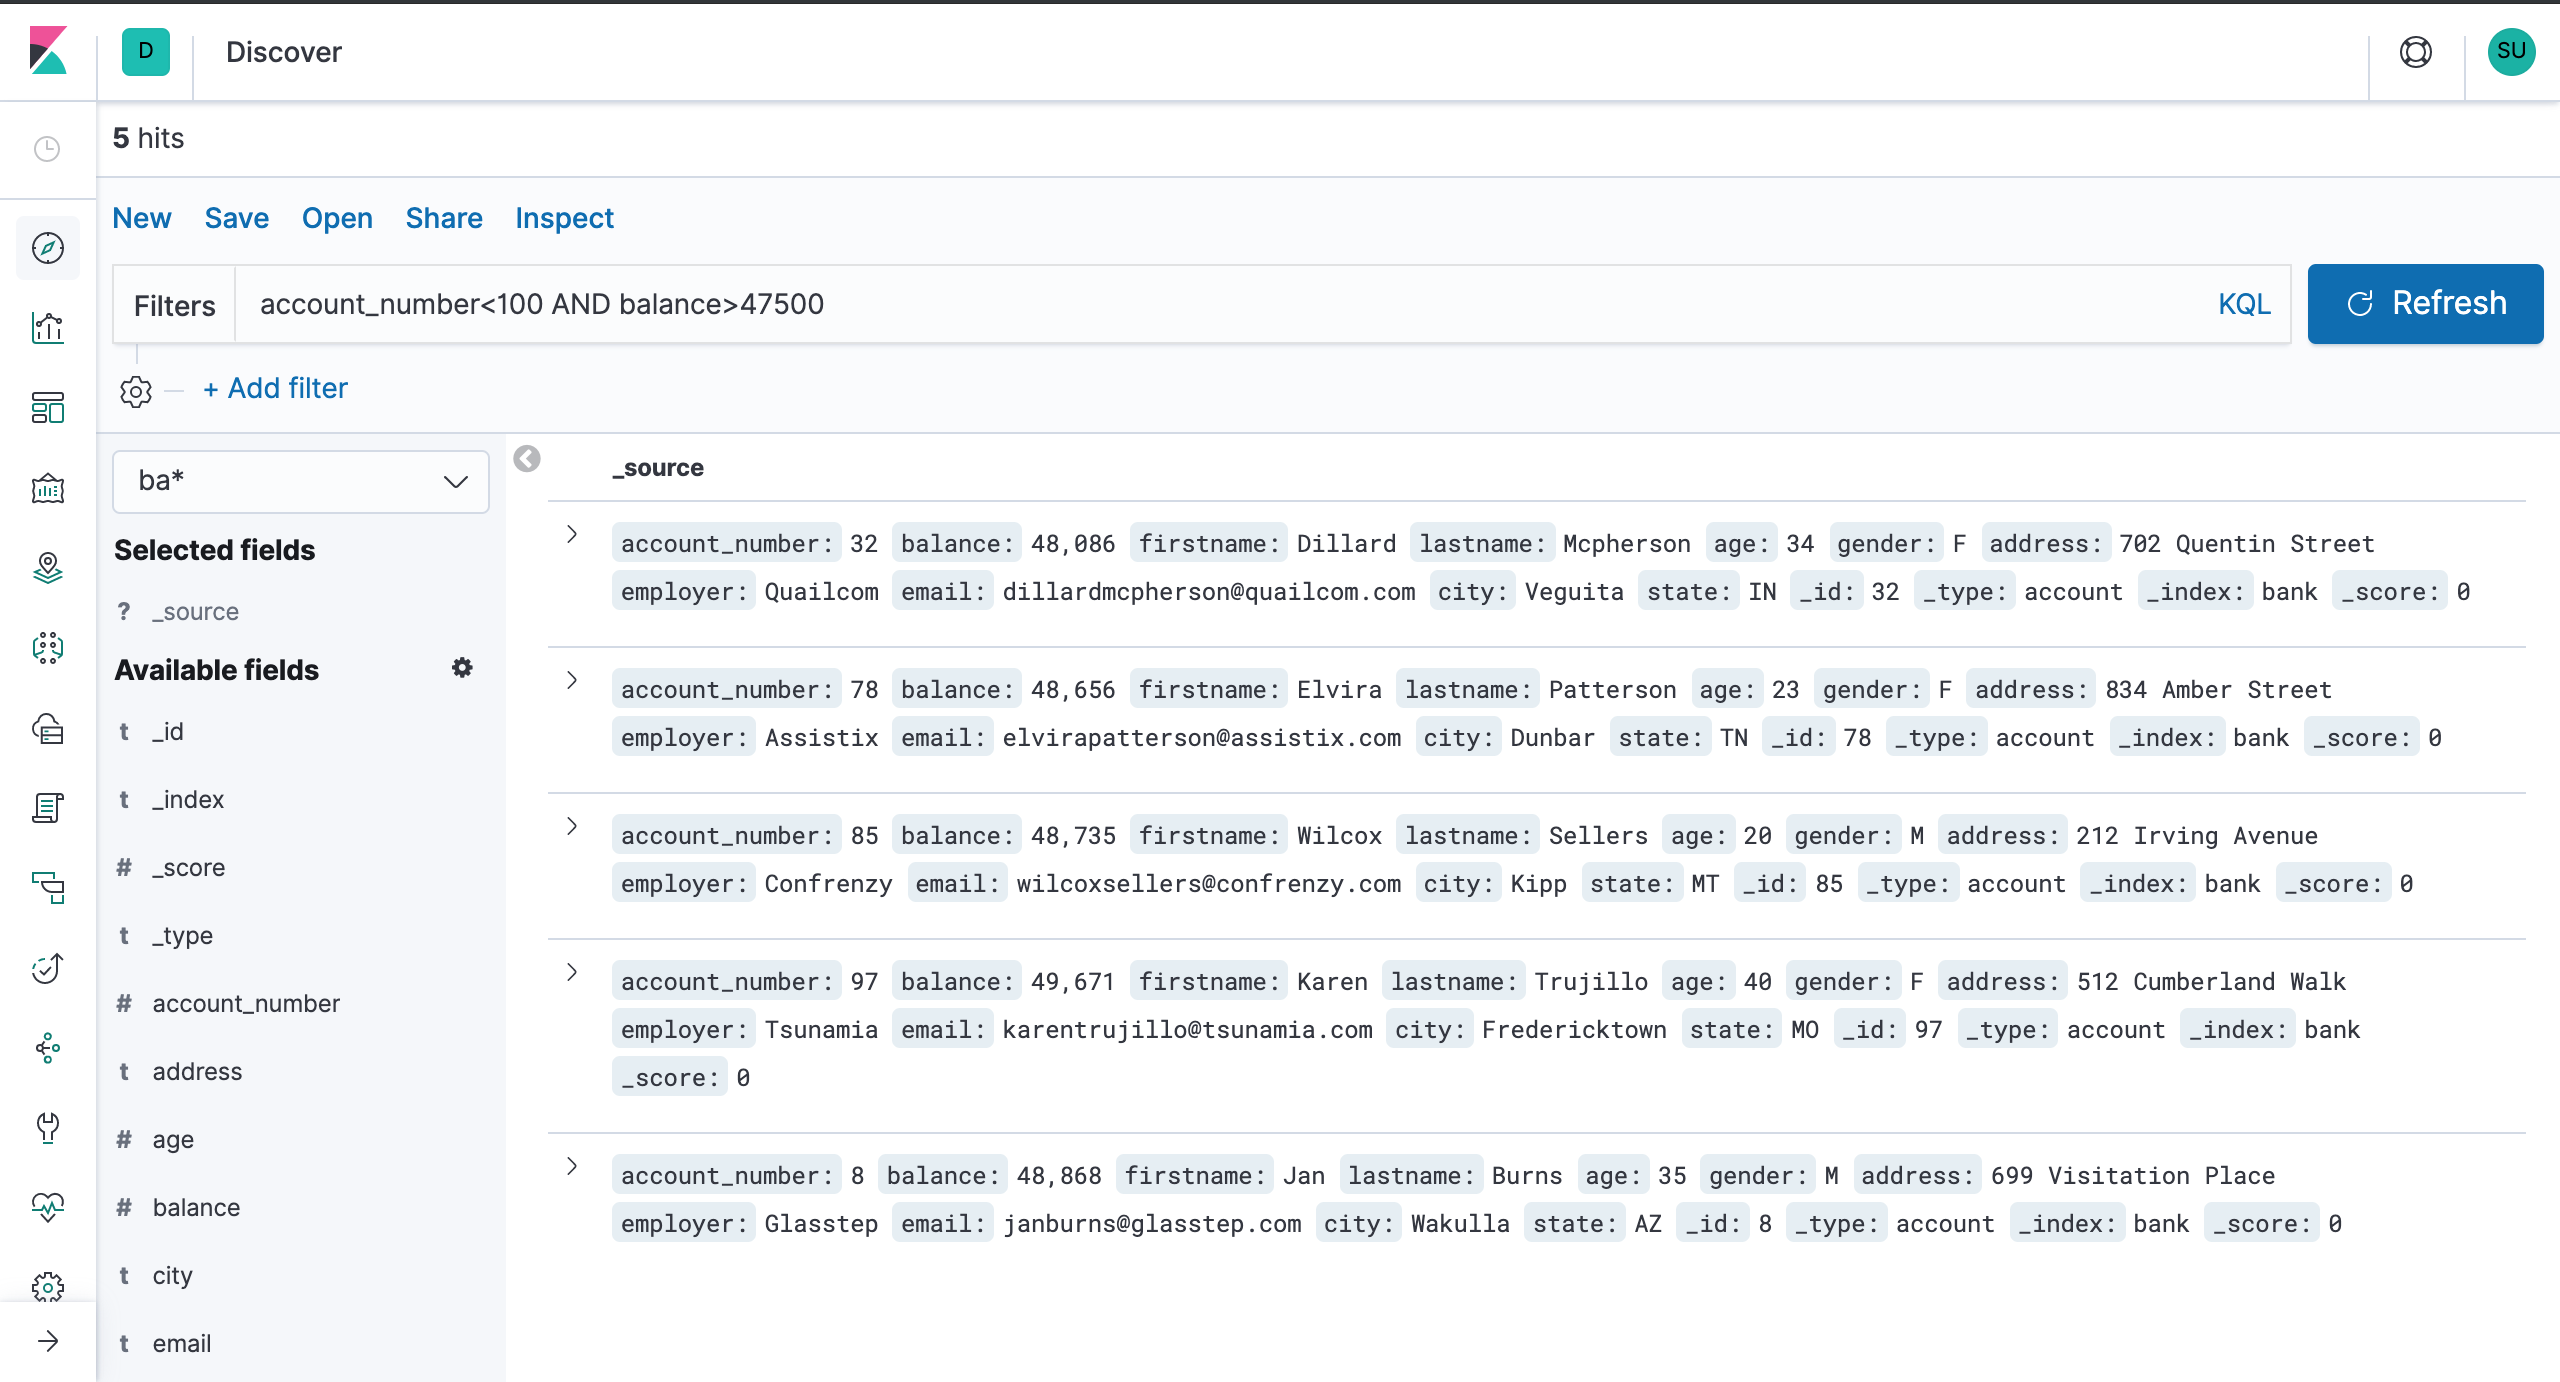 D Discover SU
5 hits
New Save Open Share Inspect
Filters account_number<100 AND balance>47500 KQL Refresh
+ Add filter
ba*
Selected fields
? _source
Available fields
t _id
t _index
# _score
t _type
# account_number
t address
# age
# balance
t city
t email
_source
account_number: 32 balance: 48,086 firstname: Dillard lastname: Mcpherson age: 34 gender: F address: 702 Quentin Street
employer: Quailcom email: dillardmcpherson@quailcom.com city: Veguita state: IN _id: 32 _type: account _index: bank _score: 0
account_number: 78 balance: 48,656 firstname: Elvira lastname: Patterson age: 23 gender: F address: 834 Amber Street
employer: Assistix email: elvirapatterson@assistix.com city: Dunbar state: TN _id: 78 _type: account _index: bank _score: 0
account_number: 85 balance: 48,735 firstname: Wilcox lastname: Sellers age: 20 gender: M address: 212 Irving Avenue
employer: Confrenzy email: wilcoxsellers@confrenzy.com city: Kipp state: MT _id: 85 _type: account _index: bank _score: 0
account_number: 97 balance: 49,671 firstname: Karen lastname: Trujillo age: 40 gender: F address: 512 Cumberland Walk
employer: Tsunamia email: karentrujillo@tsunamia.com city: Fredericktown state: MO _id: 97 _type: account _index: bank
_score: 0
account_number: 8 balance: 48,868 firstname: Jan lastname: Burns age: 35 gender: M address: 699 Visitation Place
employer: Glasstep email: janburns@glasstep.com city: Wakulla state: AZ _id: 8 _type: account _index: bank _score: 0